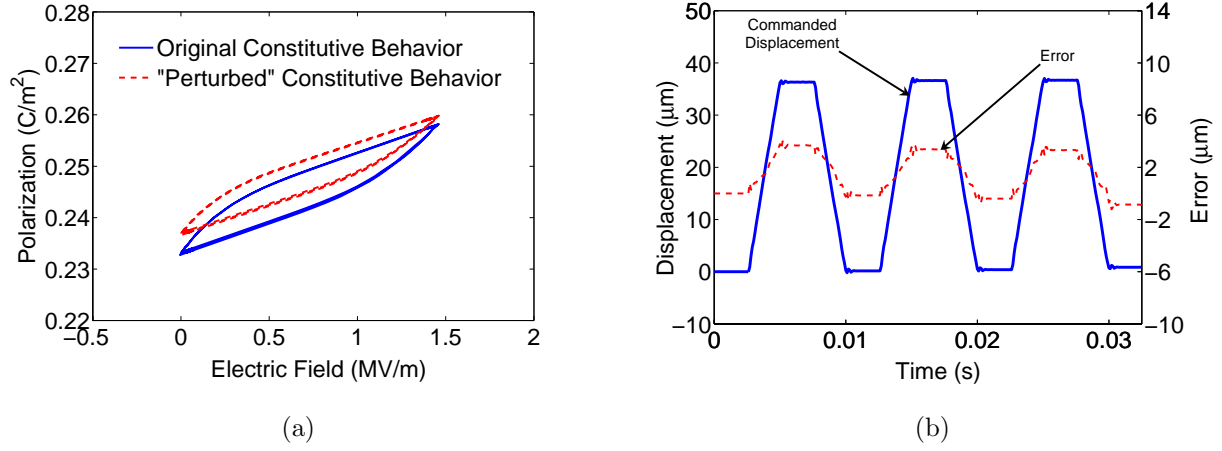 0.28
0.27
0.26
0.25
0.24
0.23
0.22
Polarization (C/m²)
Original Constitutive Behavior
"Perturbed" Constitutive Behavior
−0.5 0 0.5 1 1.5 2
Electric Field (MV/m)
(a)
50
40
30
20
10
0
−10
Displacement (μm)
Commanded
Displacement
Error
14
10
6
2
−2
−6
−10
Error (μm)
0 0.01 0.02 0.03
Time (s)
(b)